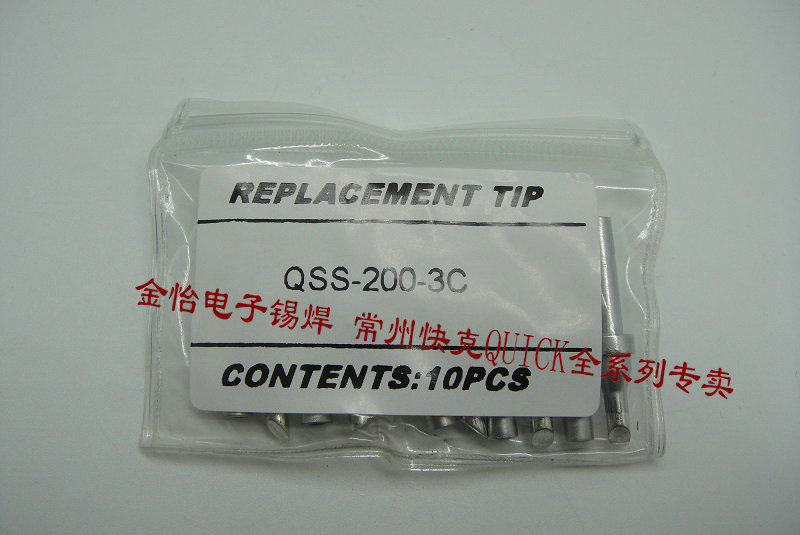 REPLACEMENT TIP
QSS-200-3C
金怡电子锡焊 常州快克QUICK全系列专卖
CONTENTS:10PCS